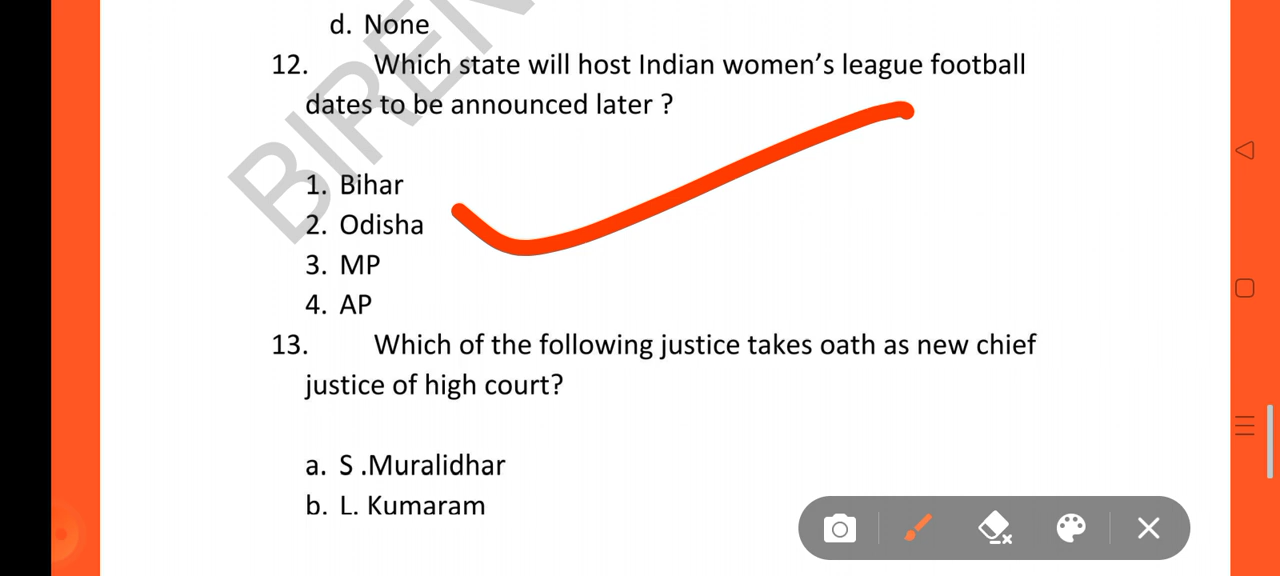 d. None
12. Which state will host Indian women's league football
dates to be announced later ?
1. Bihar
2. Odisha
3. MP
4. AP
13. Which of the following justice takes oath as new chief
justice of high court?
a. S .Muralidhar
b. L. Kumaram
BIREN